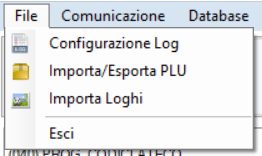 File Comunicazione Database
Configurazione Log
Importa/Esporta PLU
Importa Loghi
Esci